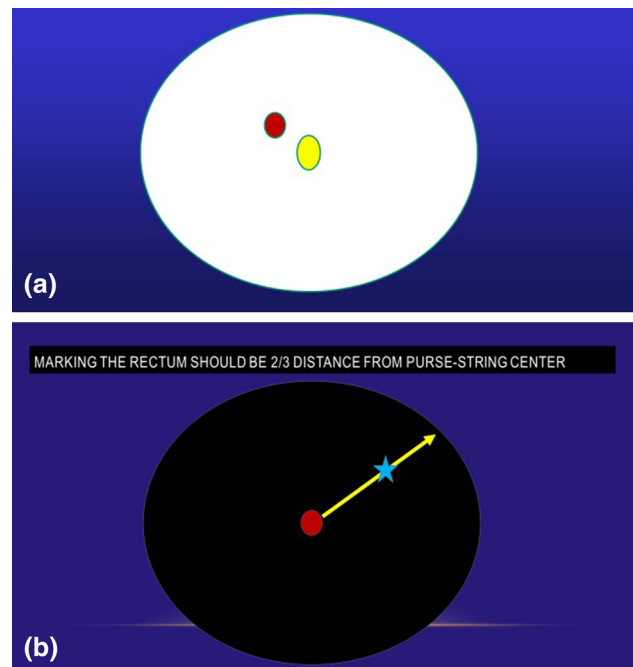 (a)
MARKING THE RECTUM SHOULD BE 2/3 DISTANCE FROM PURSE-STRING CENTER
(b)